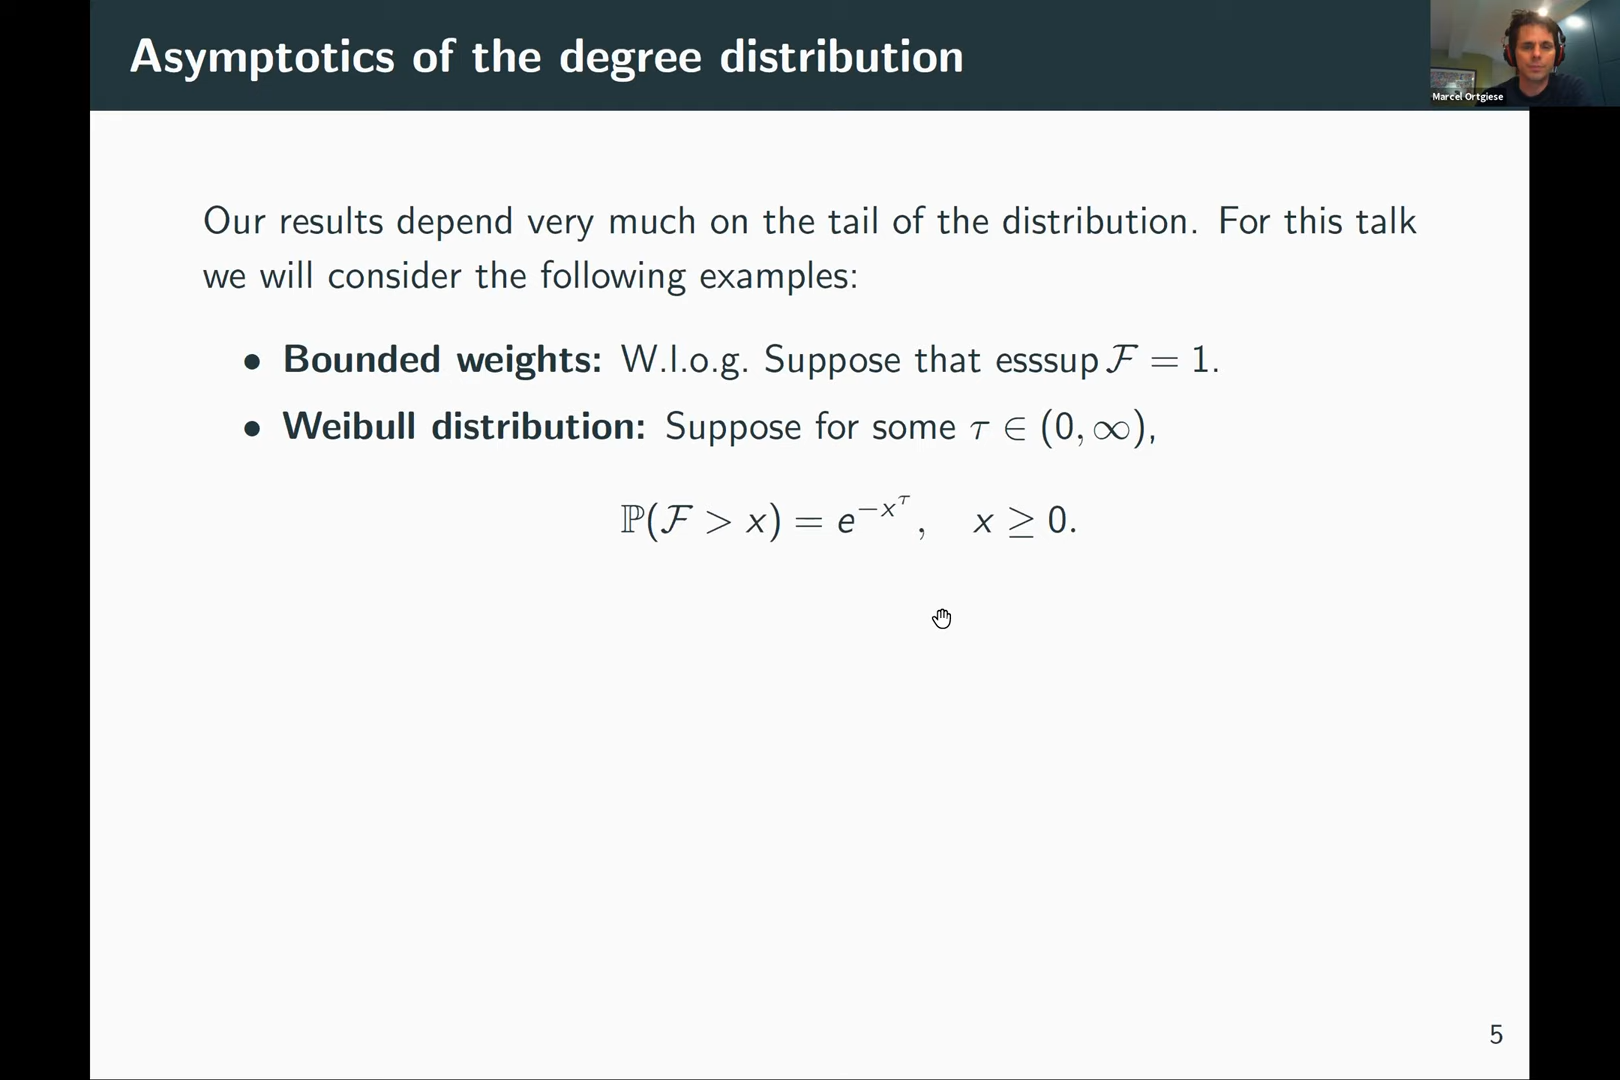 Asymptotics of the degree distribution
Marcel Ortgiese
Our results depend very much on the tail of the distribution. For this talk
we will consider the following examples:
• Bounded weights: W.l.o.g. Suppose that esssup ℱ = 1.
• Weibull distribution: Suppose for some τ ∈ (0, ∞),
ℙ(ℱ > x) = e^{−x^τ}, x ≥ 0.
5